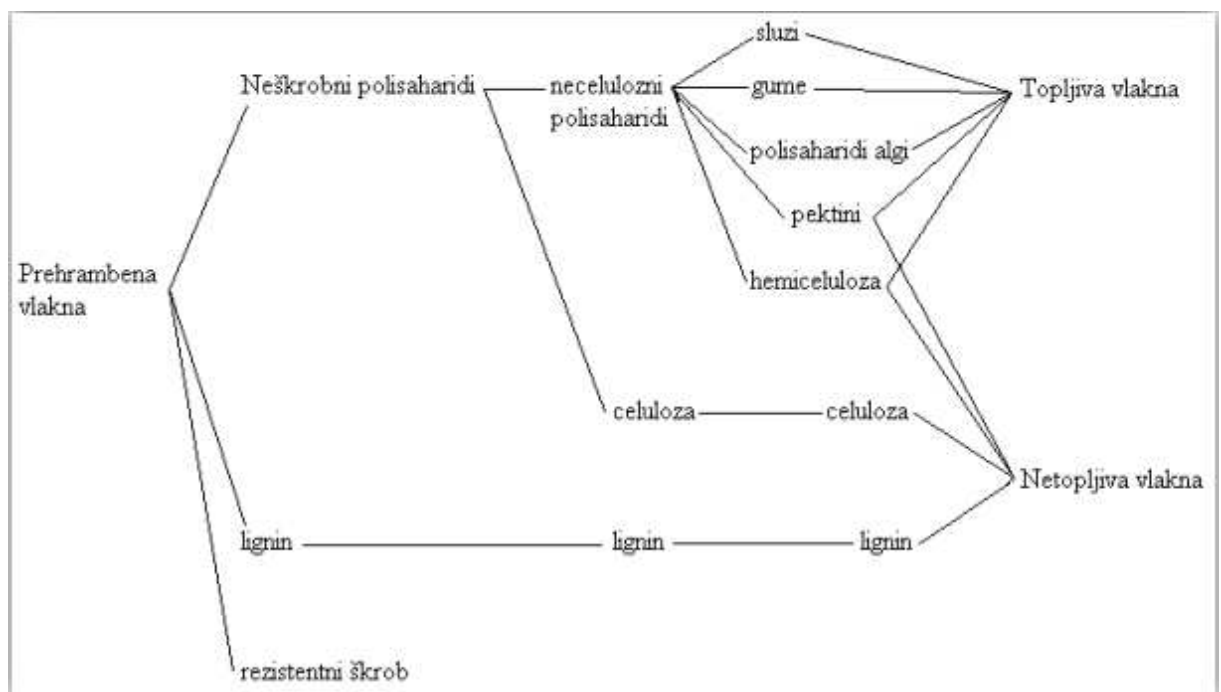 sluzi
Neškrobni polisaharidi
necelulozni
polisaharidi
gume
Topljiva vlakna
polisaharidi algi
pektini
Prehrambena
vlakna
hemiceluloza
celuloza
celuloza
Netopljiva vlakna
lignin
lignin
lignin
rezistentni škrob